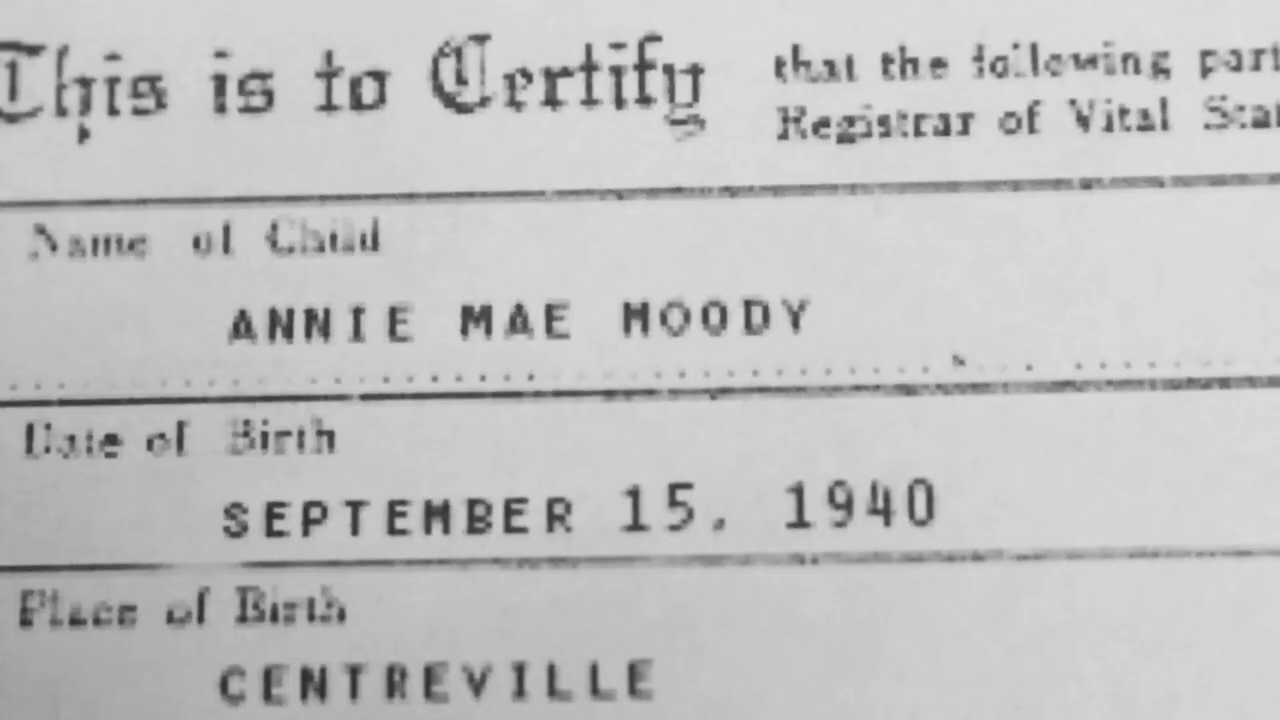 This is to Certify
that the following part
Registrar of Vital Stat
Name of Child
ANNIE MAE MOODY
Date of Birth
SEPTEMBER 15, 1940
Place of Birth
CENTREVILLE